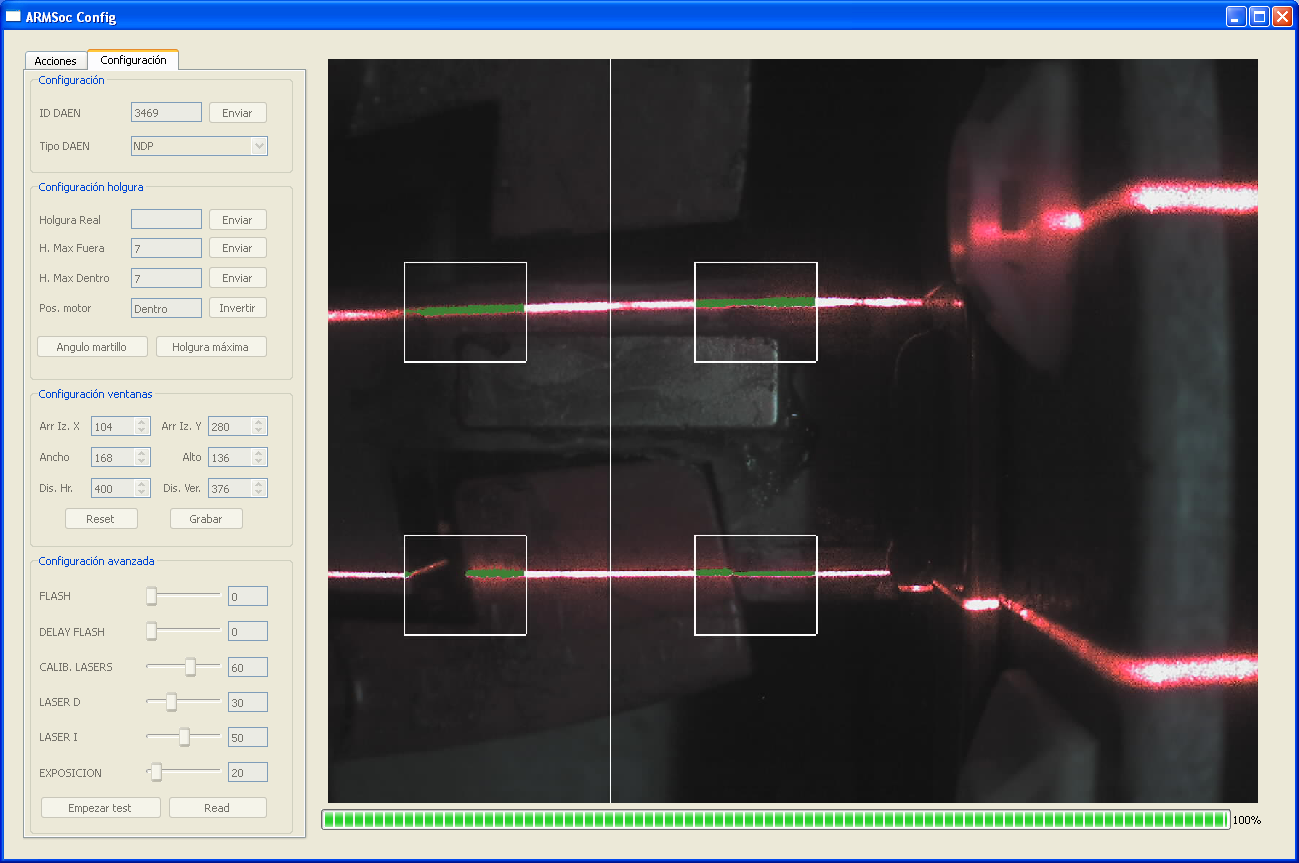 ARMSoc Config
Acciones Configuración
Configuración
ID DAEN 3469 Enviar
Tipo DAEN NDP
Configuración holgura
Holgura Real Enviar
H. Max Fuera 7 Enviar
H. Max Dentro 7 Enviar
Pos. motor Dentro Invertir
Angulo martillo Holgura máxima
Configuración ventanas
Arr Iz. X 104 Arr Iz. Y 280
Ancho 168 Alto 136
Dis. Hr. 400 Dis. Ver. 376
Reset Grabar
Configuración avanzada
FLASH 0
DELAY FLASH 0
CALIB. LASERS 60
LASER D 30
LASER I 50
EXPOSICION 20
Empezar test Read
100%